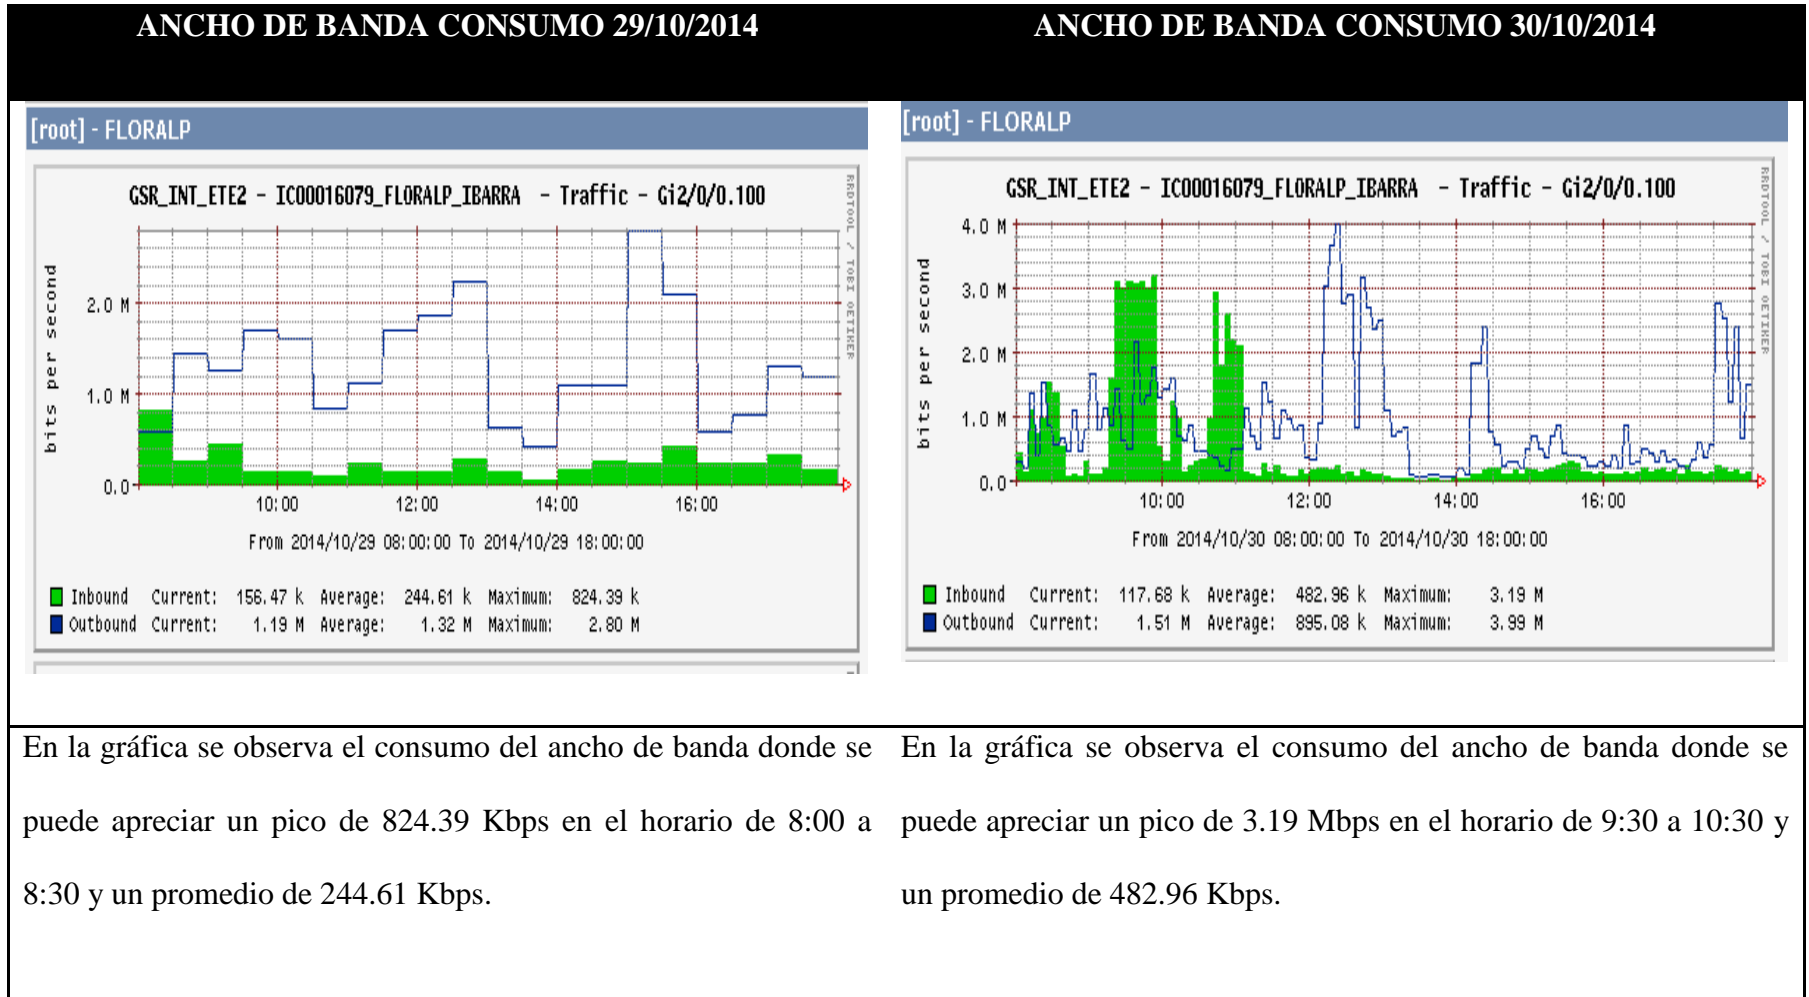 ANCHO DE BANDA CONSUMO 29/10/2014
[root] - FLORALP
GSR_INT_ETE2 - IC00016079_FLORALP_IBARRA - Traffic - Gi2/0/0.100
RRDTOOL / TOBI OETIKER
bits per second
2.0 M
1.0 M
0.0
10:00 12:00 14:00 16:00
From 2014/10/29 08:00:00 To 2014/10/29 18:00:00
Inbound Current: 156.47 k Average: 244.61 k Maximum: 824.39 k
Outbound Current: 1.19 M Average: 1.32 M Maximum: 2.80 M
En la gráfica se observa el consumo del ancho de banda donde se
puede apreciar un pico de 824.39 Kbps en el horario de 8:00 a
8:30 y un promedio de 244.61 Kbps.
ANCHO DE BANDA CONSUMO 30/10/2014
[root] - FLORALP
GSR_INT_ETE2 - IC00016079_FLORALP_IBARRA - Traffic - Gi2/0/0.100
RRDTOOL / TOBI OETIKER
bits per second
4.0 M
3.0 M
2.0 M
1.0 M
0.0
10:00 12:00 14:00 16:00
From 2014/10/30 08:00:00 To 2014/10/30 18:00:00
Inbound Current: 117.68 k Average: 482.96 k Maximum: 3.19 M
Outbound Current: 1.51 M Average: 895.08 k Maximum: 3.99 M
En la gráfica se observa el consumo del ancho de banda donde se
puede apreciar un pico de 3.19 Mbps en el horario de 9:30 a 10:30 y
un promedio de 482.96 Kbps.